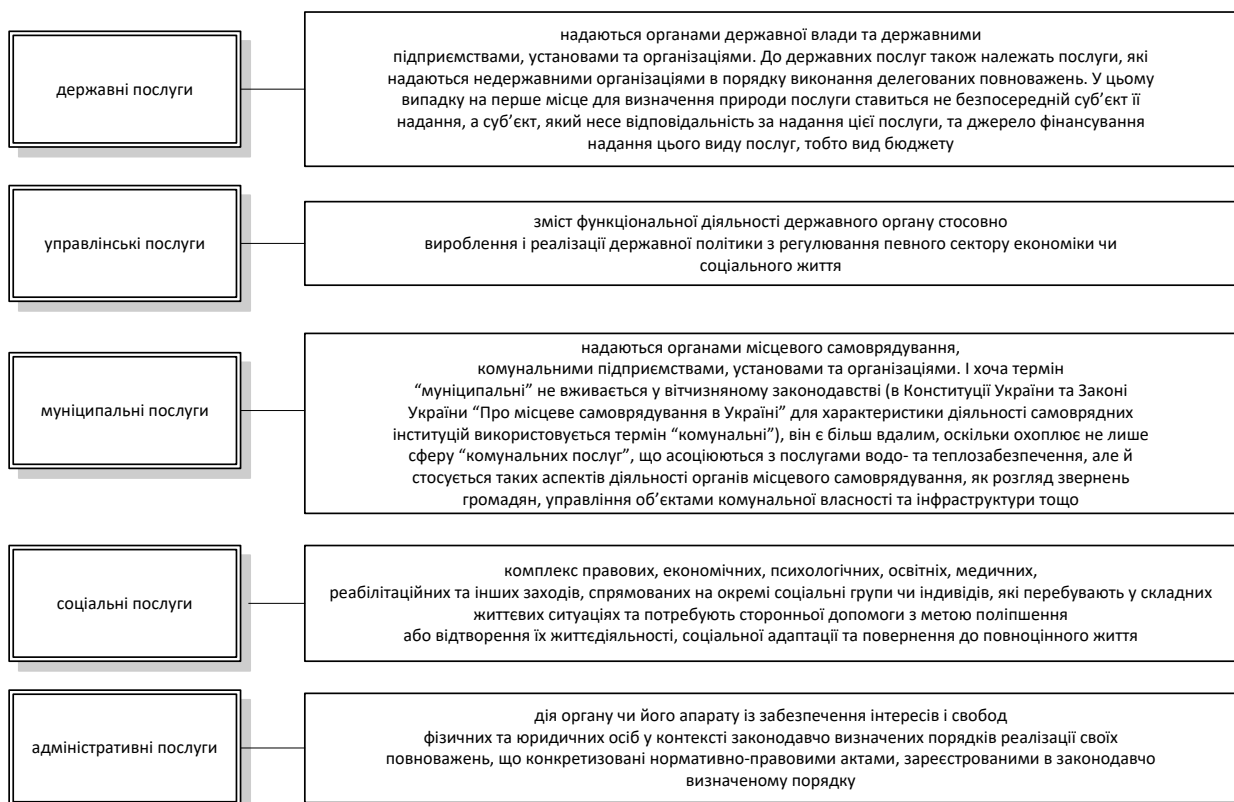 державні послуги
надаються органами державної влади та державними
підприємствами, установами та організаціями. До державних послуг також належать послуги, які
надаються недержавними організаціями в порядку виконання делегованих повноважень. У цьому
випадку на перше місце для визначення природи послуги ставиться не безпосередній суб’єкт її
надання, а суб’єкт, який несе відповідальність за надання цієї послуги, та джерело фінансування
надання цього виду послуг, тобто вид бюджету
управлінські послуги
зміст функціональної діяльності державного органу стосовно
вироблення і реалізації державної політики з регулювання певного сектору економіки чи
соціального життя
муніципальні послуги
надаються органами місцевого самоврядування,
комунальними підприємствами, установами та організаціями. І хоча термін
“муніципальні” не вживається у вітчизняному законодавстві (в Конституції України та Законі
України “Про місцеве самоврядування в Україні” для характеристики діяльності самоврядних
інституцій використовується термін “комунальні”), він є більш вдалим, оскільки охоплює не лише
сферу “комунальних послуг”, що асоціюються з послугами водо- та теплозабезпечення, але й
стосується таких аспектів діяльності органів місцевого самоврядування, як розгляд звернень
громадян, управління об’єктами комунальної власності та інфраструктури тощо
соціальні послуги
комплекс правових, економічних, психологічних, освітніх, медичних,
реабілітаційних та інших заходів, спрямованих на окремі соціальні групи чи індивідів, які перебувають у складних
життєвих ситуаціях та потребують сторонньої допомоги з метою поліпшення
або відтворення їх життєдіяльності, соціальної адаптації та повернення до повноцінного життя
адміністративні послуги
дія органу чи його апарату із забезпечення інтересів і свобод
фізичних та юридичних осіб у контексті законодавчо визначених порядків реалізації своїх
повноважень, що конкретизовані нормативно-правовими актами, зареєстрованими в законодавчо
визначеному порядку